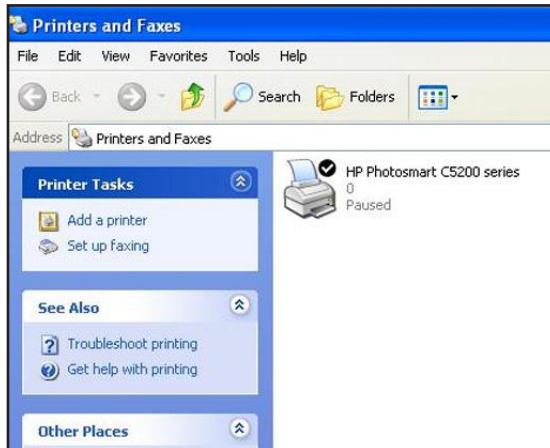 Printers and Faxes
File Edit View Favorites Tools Help
Back Search Folders
Address Printers and Faxes
Printer Tasks
Add a printer
Set up faxing
See Also
Troubleshoot printing
Get help with printing
Other Places
HP Photosmart C5200 series
0
Paused